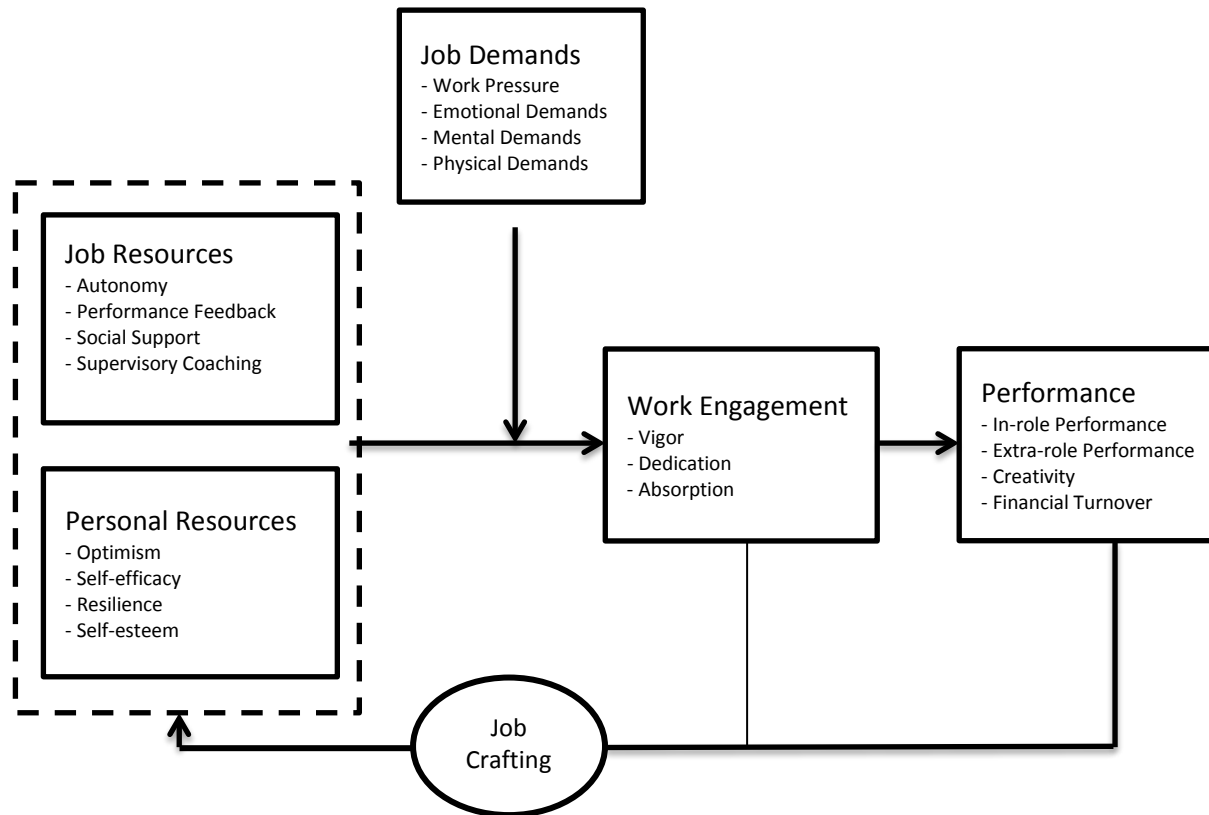 Job Demands
- Work Pressure
- Emotional Demands
- Mental Demands
- Physical Demands
Job Resources
- Autonomy
- Performance Feedback
- Social Support
- Supervisory Coaching
Personal Resources
- Optimism
- Self-efficacy
- Resilience
- Self-esteem
Work Engagement
- Vigor
- Dedication
- Absorption
Performance
- In-role Performance
- Extra-role Performance
- Creativity
- Financial Turnover
Job
Crafting